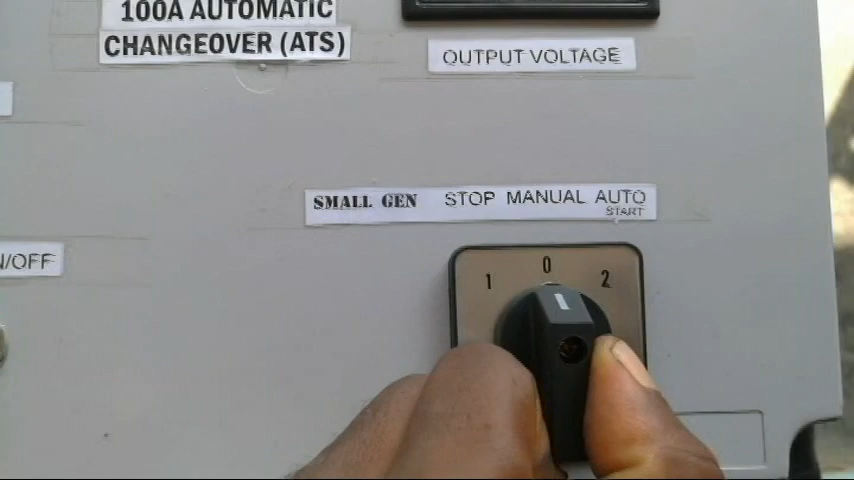 100A AUTOMATIC
CHANGEOVER (ATS)
OUTPUT VOLTAGE
SMALL GEN STOP MANUAL AUTO
START
/OFF
1 0 2